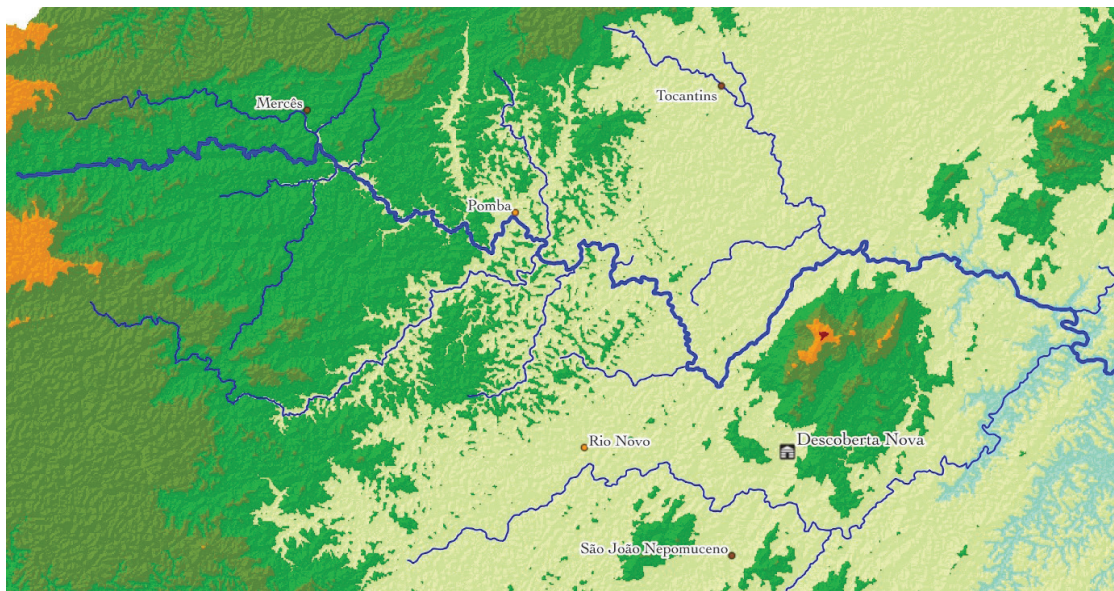 Mercês
Tocantins
Pomba
Rio Nôvo
Descoberta Nova
São João Nepomuceno